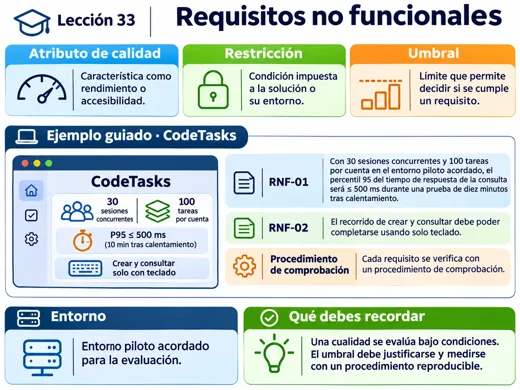 Lección 33
Requisitos no funcionales
Atributo de calidad
Característica como
rendimiento o
accesibilidad.
Restricción
Condición impuesta
a la solución o
su entorno.
Umbral
Límite que permite
decidir si se cumple
un requisito.
Ejemplo guiado · CodeTasks
CodeTasks
30
sesiones
concurrentes
100
tareas
por cuenta
P95 ≤ 500 ms
(10 min tras calentamiento)
Crear y consultar
solo con teclado
RNF-01
Con 30 sesiones concurrentes y 100 tareas
por cuenta en el entorno piloto acordado, el
percentil 95 del tiempo de respuesta de la consulta
será ≤ 500 ms durante una prueba de diez minutos
tras calentamiento.
RNF-02
El recorrido de crear y consultar debe poder
completarse usando solo teclado.
Procedimiento
de comprobación
Cada requisito se verifica con
un procedimiento de comprobación.
Entorno
Entorno piloto acordado
para la evaluación.
Qué debes recordar
Una cualidad se evalúa bajo condiciones.
El umbral debe justificarse y medirse
con un procedimiento reproducible.